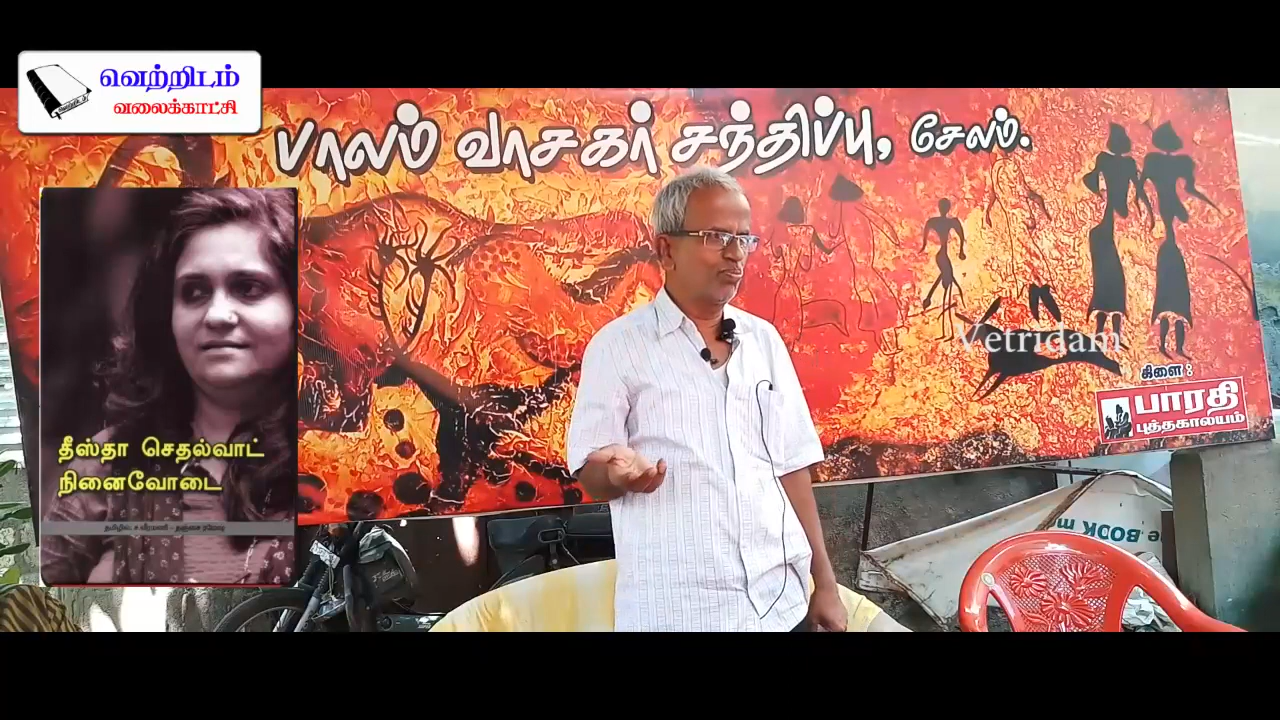 வெற்றிடம்
வலைக்காட்சி
பாலம் வாசகர் சந்திப்பு, சேலம்.
தீஸ்தா செதல்வாட்
நினைவோடை
Vetridam
கிளை :
பாரதி
புத்தகாலயம்
BOOK